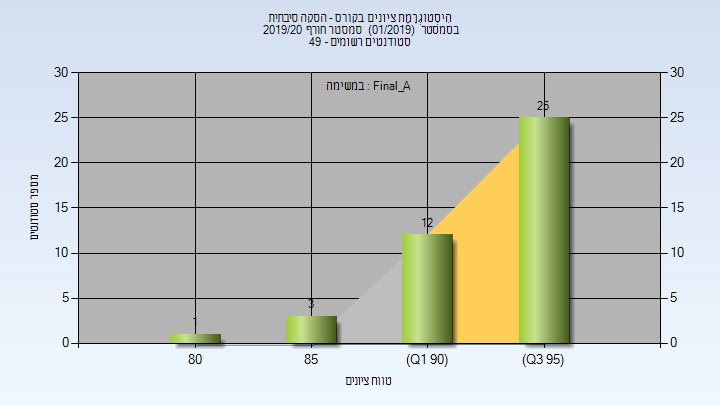 היסטוגרמת ציונים בקורס - הסקה סיבתית
בסמסטר (01/2019) סמסטר חורף 2019/20
סטודנטים רשומים - 49
במשימה : Final_A
30 30
25 25
20 20
15 15
10 10
5 5
0 0
מספר סטודנטים
1 3 12 25
80 85 (Q1 90) (Q3 95)
טווח ציונים